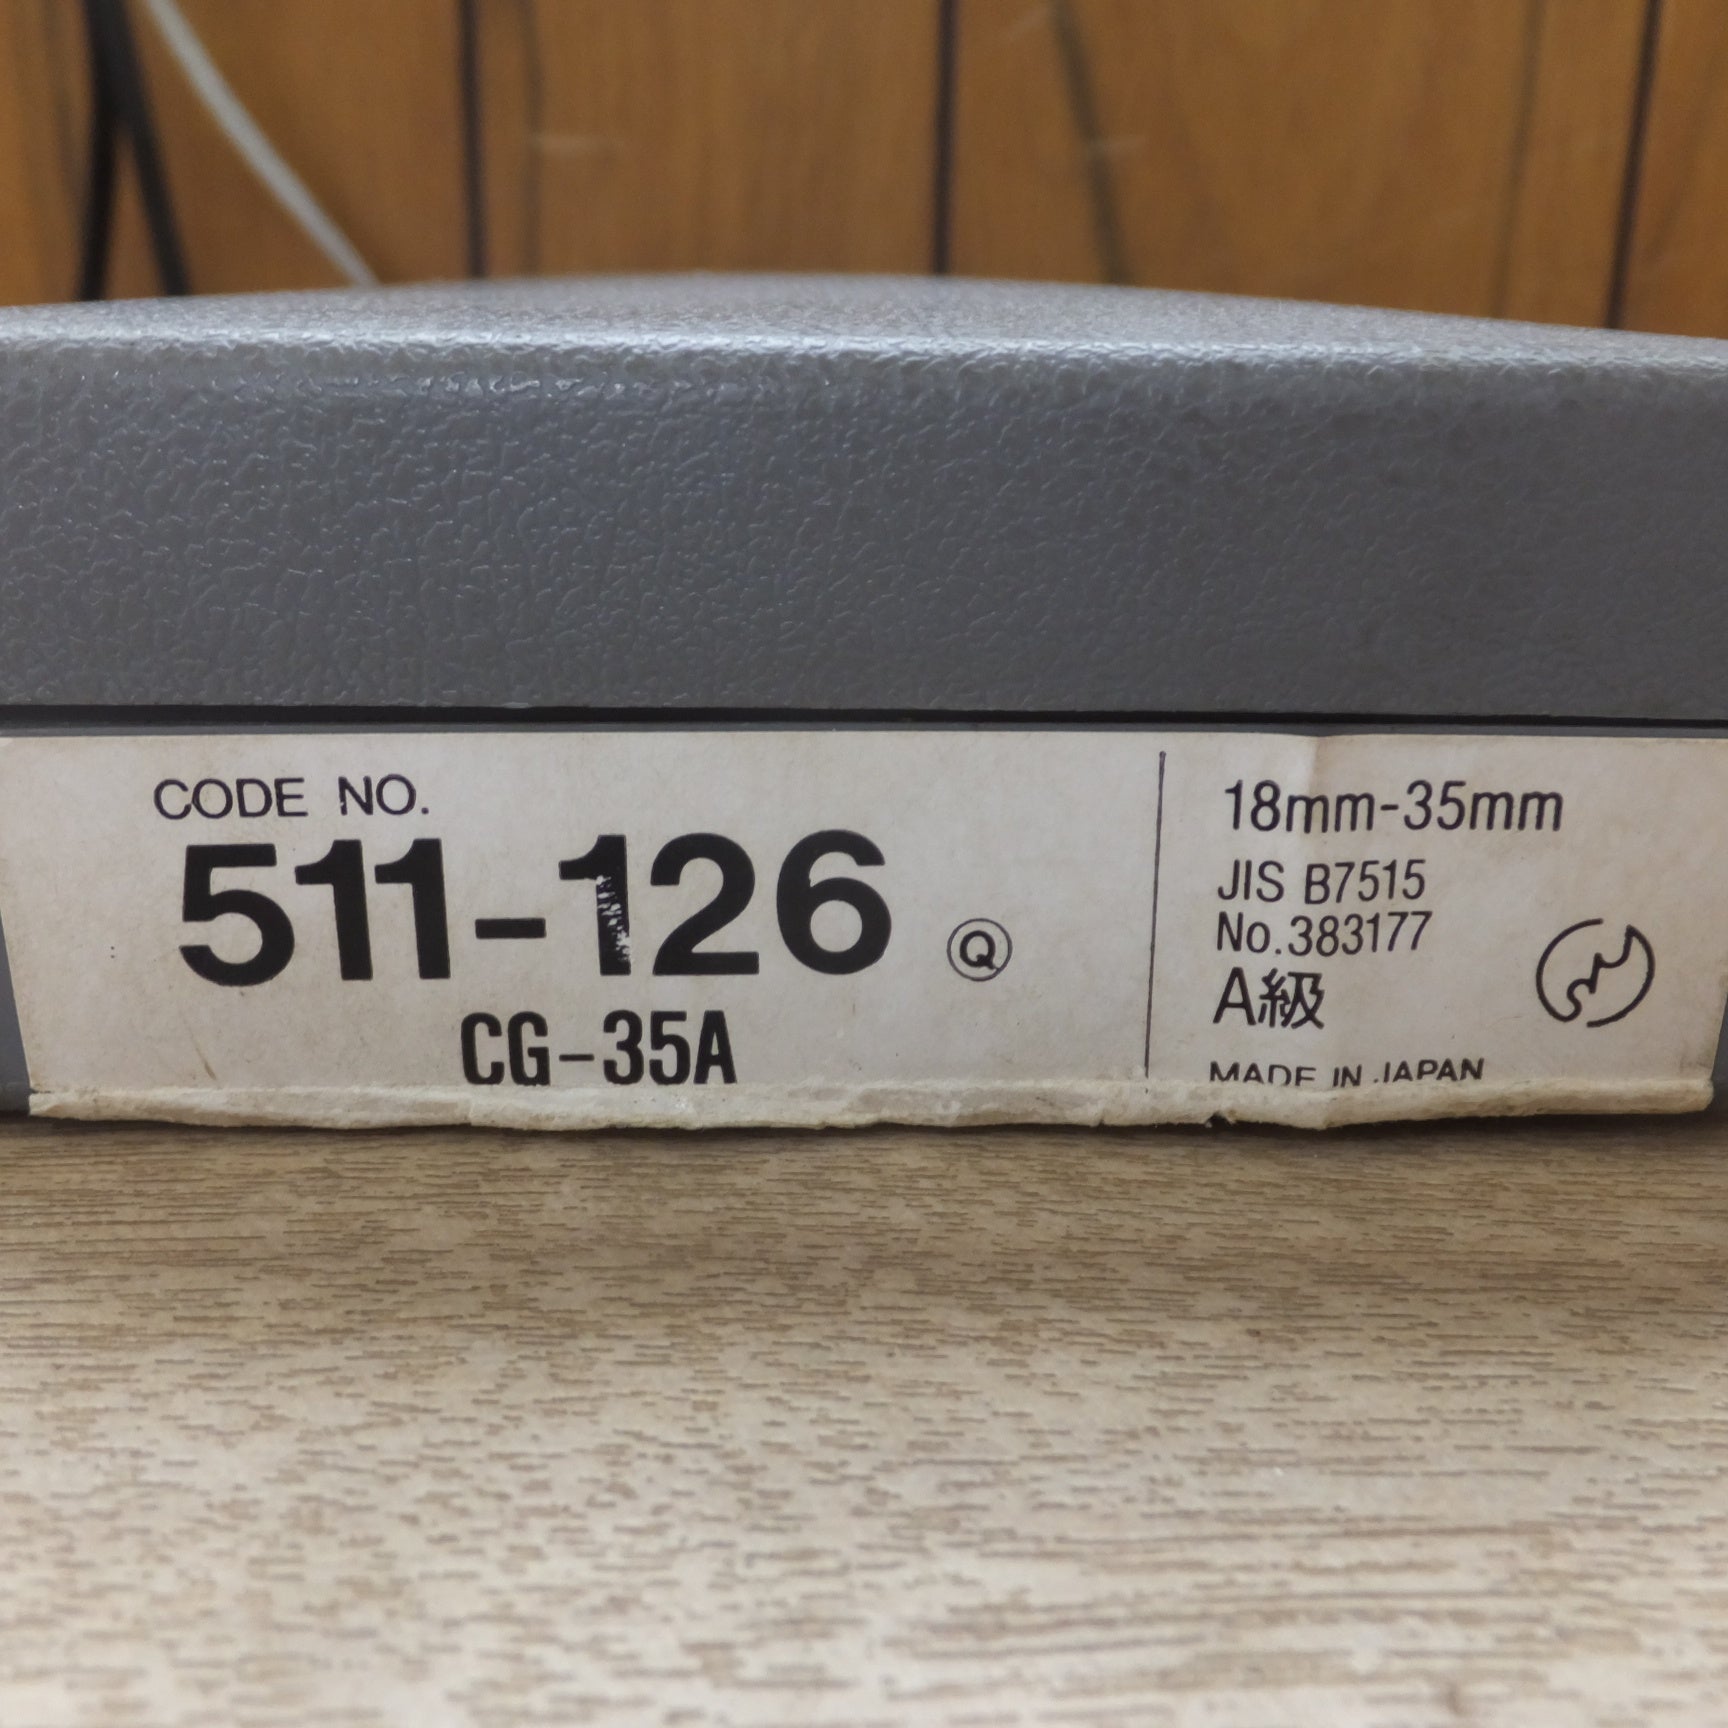 CODE NO.
511-126 Ⓠ
CG-35A
18mm-35mm
JIS B7515
No.383177
A級
MADE IN JAPAN